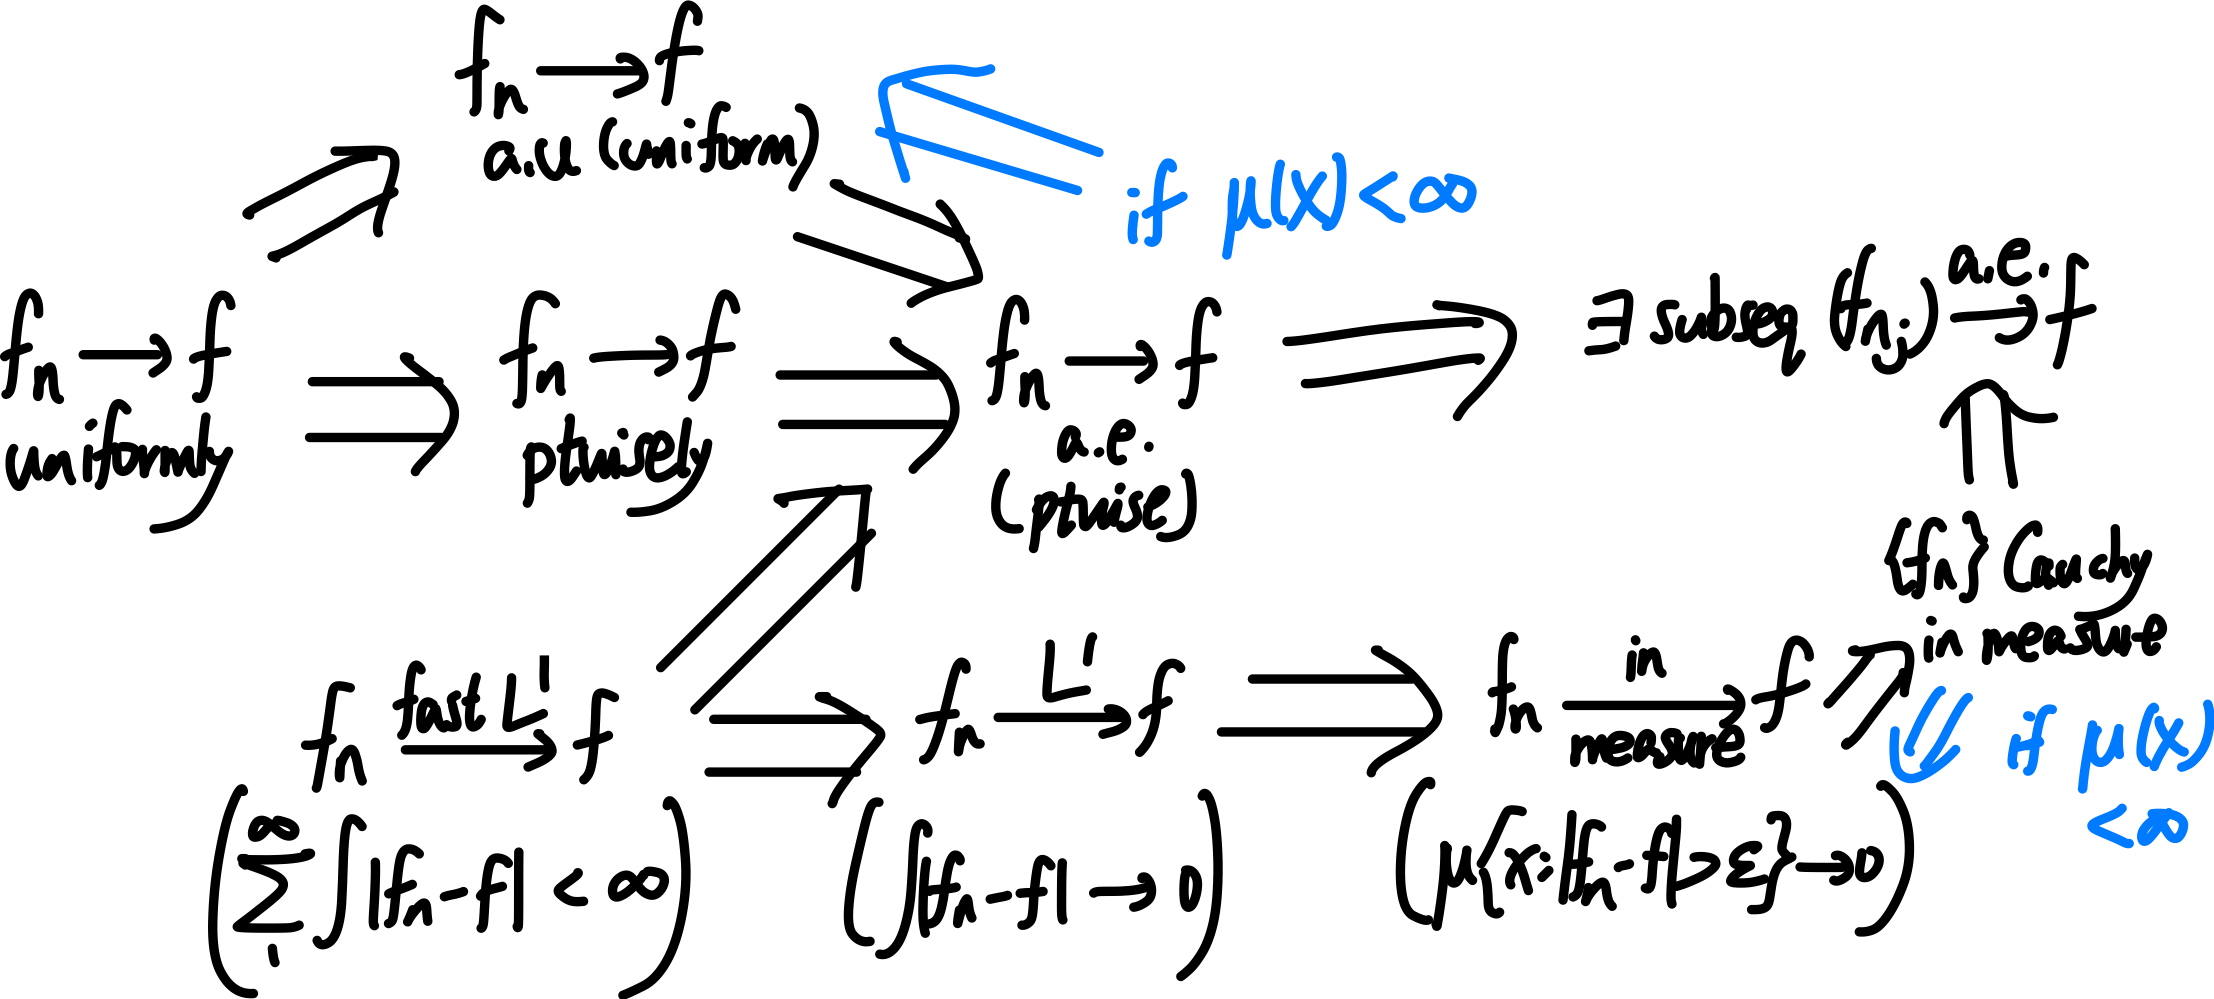 fₙ → f
a.u (uniform)
if μ(X) < ∞
fₙ → f
uniformly
fₙ → f
ptwisely
fₙ → f
a.e.
(ptwise)
∃ subseq (fₙⱼ) a.e. → f
{fₙ} Cauchy
in measure
fₙ fast L¹ → f
fₙ L¹ → f
fₙ in measure → f
if μ(X)
< ∞
(∑₁^∞ ∫ |fₙ - f| < ∞)
(∫ |fₙ - f| → 0)
(μ{x: |fₙ - f| > ε} → 0)